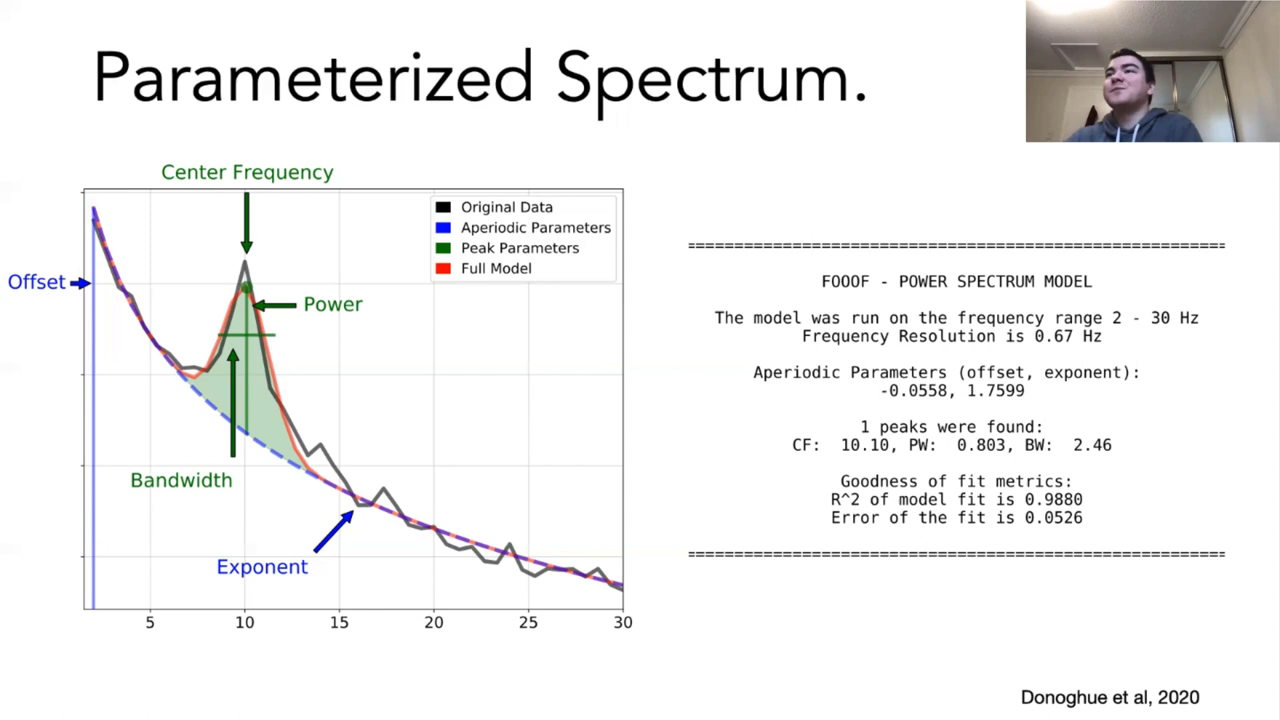 Parameterized Spectrum.
Center Frequency
Original Data
Aperiodic Parameters
Peak Parameters
Full Model
Offset
Power
Bandwidth
Exponent
5 10 15 20 25 30
==========================================================================
FOOOF - POWER SPECTRUM MODEL
The model was run on the frequency range 2 - 30 Hz
Frequency Resolution is 0.67 Hz
Aperiodic Parameters (offset, exponent):
-0.0558, 1.7599
1 peaks were found:
CF: 10.10, PW: 0.803, BW: 2.46
Goodness of fit metrics:
R^2 of model fit is 0.9880
Error of the fit is 0.0526
==========================================================================
Donoghue et al, 2020